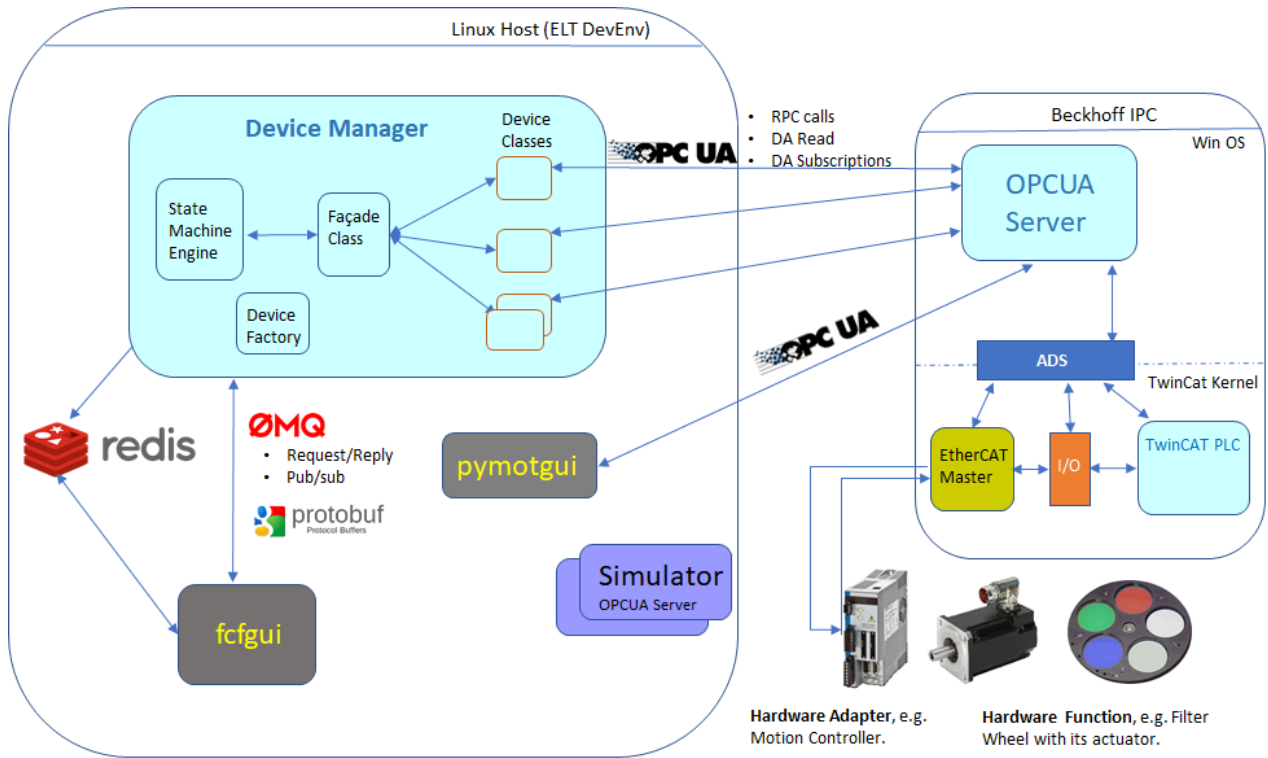 Linux Host (ELT DevEnv)
Device Manager
Device
Classes
State
Machine
Engine
Façade
Class
Device
Factory
OPC UA
• RPC calls
• DA Read
• DA Subscriptions
Beckhoff IPC
Win OS
OPCUA
Server
OPC UA
ADS
TwinCat Kernel
EtherCAT
Master
I/O
TwinCAT PLC
redis
ØMQ
• Request/Reply
• Pub/sub
protobuf
Protocol Buffers
pymotgui
fcfgui
Simulator
OPCUA Server
Hardware Adapter, e.g.
Motion Controller.
Hardware Function, e.g. Filter
Wheel with its actuator.